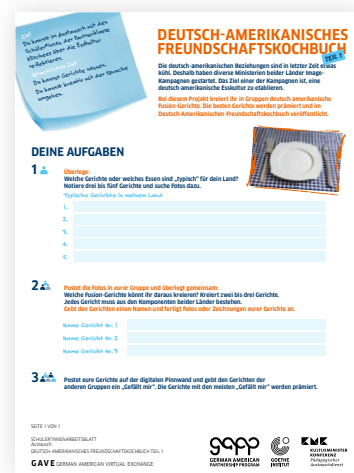 Ziel
Du kannst im Austausch mit den
Schüler*innen der Partnerklasse
über die Esskultur
reflektieren.
Sprachliches Ziel
Du kannst Gerichte nennen.
Du kannst kreativ mit der Sprache
umgehen.
DEUTSCH-AMERIKANISCHES
FREUNDSCHAFTSKOCHBUCH
TEIL 1
Die deutsch-amerikanischen Beziehungen sind in letzter Zeit etwas
kühl. Deshalb haben diverse Ministerien beider Länder Image-
Kampagnen gestartet. Das Ziel einer der Kampagnen ist, eine
deutsch-amerikanische Esskultur zu etablieren.
Bei diesem Projekt kreiert ihr in Gruppen deutsch-amerikanische
Fusion-Gerichte. Die besten Gerichte werden prämiert und im
Deutsch-Amerikanischen-Freundschaftskochbuch veröffentlicht.
DEINE AUFGABEN
1
Überlege:
Welche Gerichte oder welches Essen sind „typisch" für dein Land?
Notiere drei bis fünf Gerichte und suche Fotos dazu.
Typische Gerichte in meinem Land
1.
2.
3.
4.
5.
2
Postet die Fotos in eurer Gruppe und überlegt gemeinsam:
Welche Fusion-Gerichte könnt ihr daraus kreieren? Kreiert zwei bis drei Gerichte.
Jedes Gericht muss aus den Komponenten beider Länder bestehen.
Gebt den Gerichten einen Namen und fertigt Fotos oder Zeichnungen eurer Gerichte an.
Name Gericht Nr. 1
Name Gericht Nr. 2
Name Gericht Nr. 3
3
Postet eure Gerichte auf der digitalen Pinnwand und gebt den Gerichten der
anderen Gruppen ein „Gefällt mir". Die Gerichte mit den meisten „Gefällt mir" werden prämiert.
SEITE 1 VON 1
SCHÜLER*INNENARBEITSBLATT
Austausch
DEUTSCH-AMERIKANISCHES FREUNDSCHAFTSKOCHBUCH TEIL 1
GAVE GERMAN AMERICAN VIRTUAL EXCHANGE
gapp
GERMAN AMERICAN
PARTNERSHIP PROGRAM
GOETHE
INSTITUT
KMK
KULTUSMINISTER
KONFERENZ
Pädagogischer
Austauschdienst